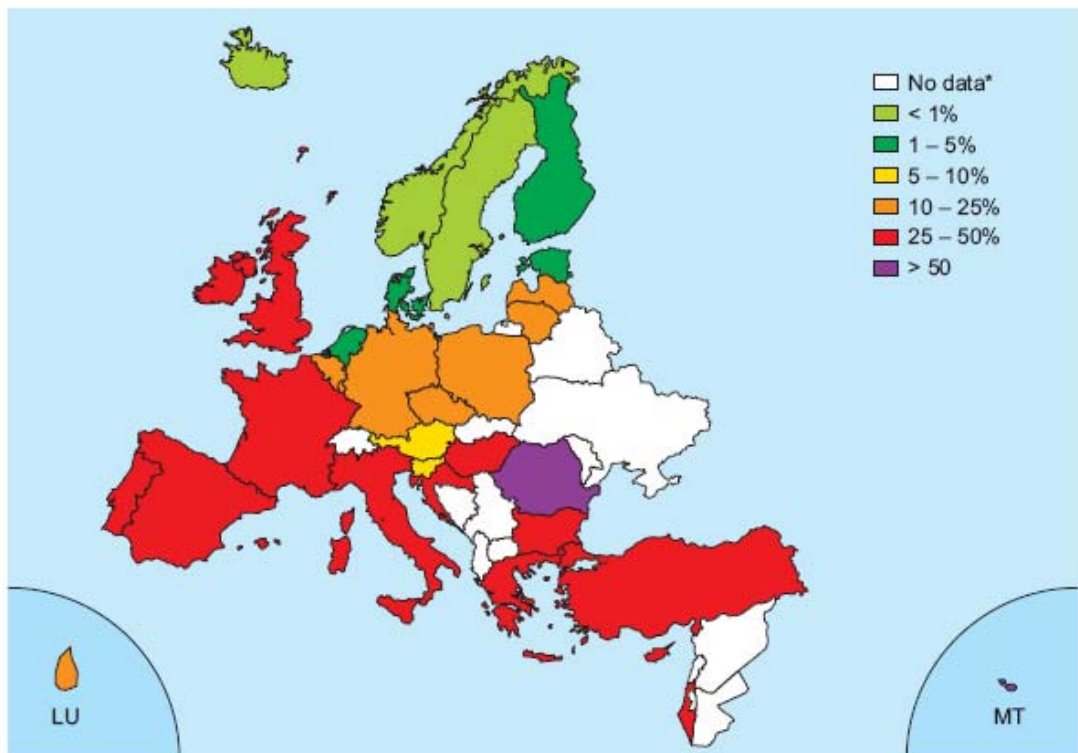 No data*
< 1%
1 – 5%
5 – 10%
10 – 25%
25 – 50%
> 50
LU
MT